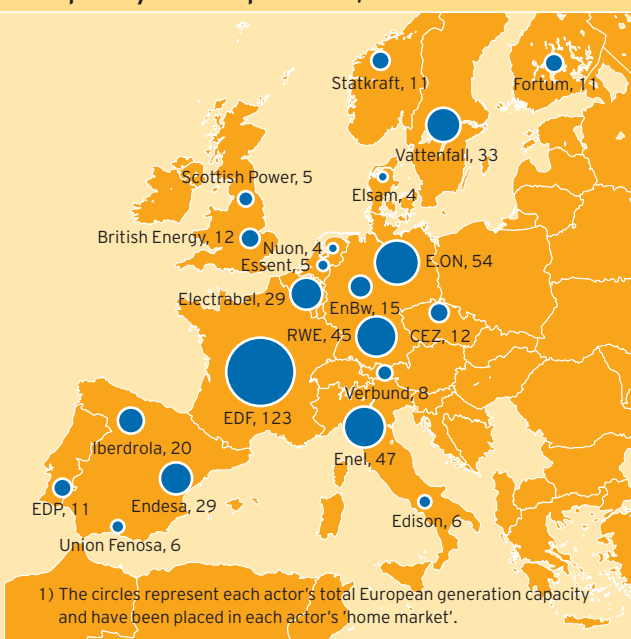 Statkraft, 11
Fortum, 11
Vattenfall, 33
Scottish Power, 5
Elsam, 4
British Energy, 12
Nuon, 4
Essent, 5
E.ON, 54
Electrabel, 29
EnBw, 15
RWE, 45
CEZ, 12
Verbund, 8
EDF, 123
Iberdrola, 20
Enel, 47
EDP, 11
Endesa, 29
Edison, 6
Union Fenosa, 6
1) The circles represent each actor's total European generation capacity
and have been placed in each actor's 'home market'.